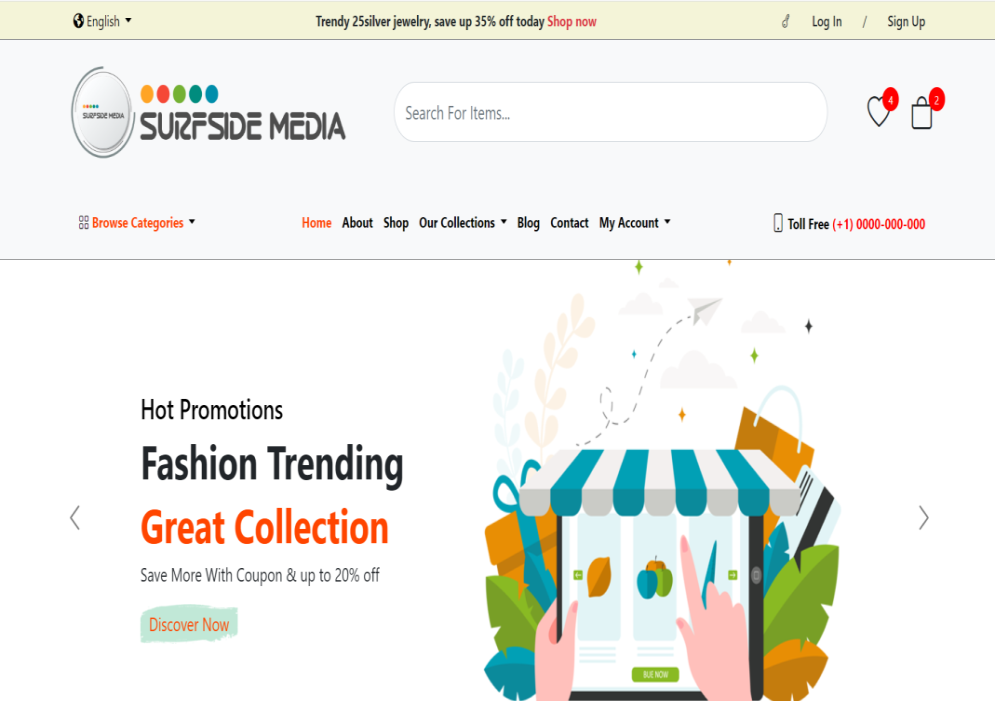 English
Trendy 25silver jewelry, save up 35% off today Shop now
Log In / Sign Up
SURFSIDE MEDIA
SURFSIDE MEDIA
Search For Items...
4
2
Browse Categories
Home About Shop Our Collections Blog Contact My Account
Toll Free (+1) 0000-000-000
Hot Promotions
Fashion Trending
Great Collection
Save More With Coupon & up to 20% off
Discover Now
BUE NOW